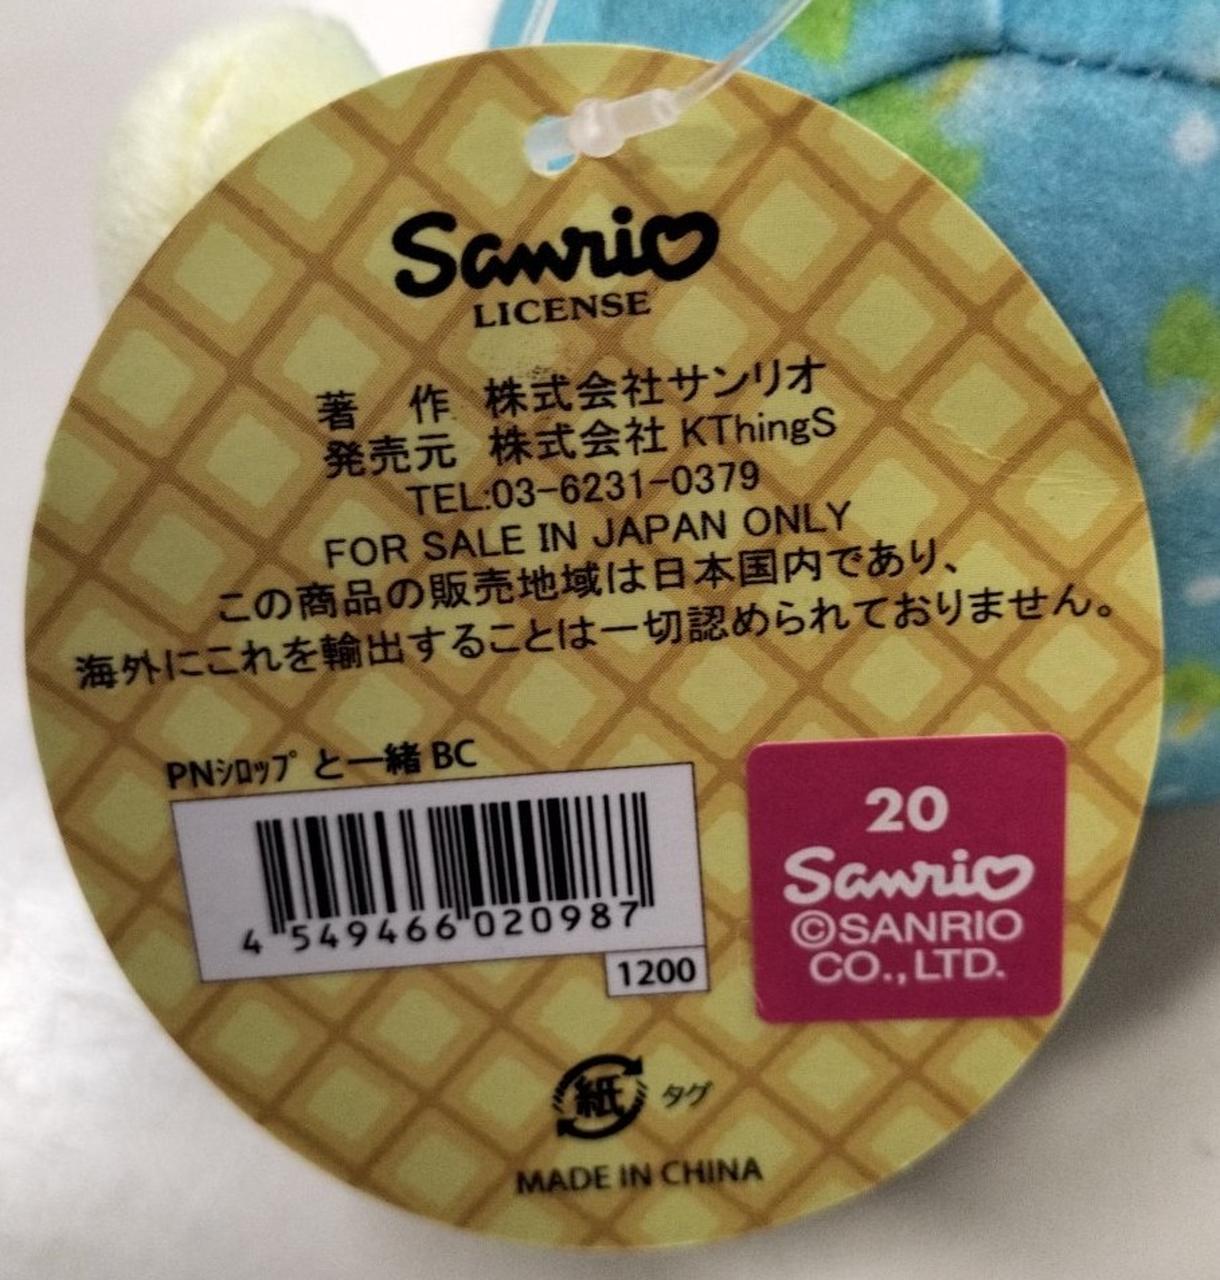 Sanrio
LICENSE
著 作 株式会社サンリオ
発売元 株式会社 KThingS
TEL:03-6231-0379
FOR SALE IN JAPAN ONLY
この商品の販売地域は日本国内であり、
海外にこれを輸出することは一切認められておりません。
PNｼﾛｯﾌﾟ と一緒 BC
4 549466 020987
1200
20
Sanrio
©SANRIO
CO.,LTD.
紙 タグ
MADE IN CHINA